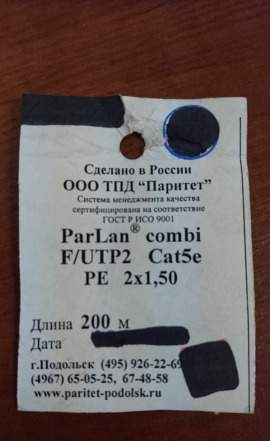 Сделано в России
ООО ТПД “Паритет”
Система менеджмента качества
сертифицирована на соответствие
ГОСТ Р ИСО 9001
ParLan® combi
F/UTP2 Cat5e
PE 2x1,50
Длина 200 м
Дата
г.Подольск (495) 926-22-69
(4967) 65-05-25, 67-48-58
www.paritet-podolsk.ru